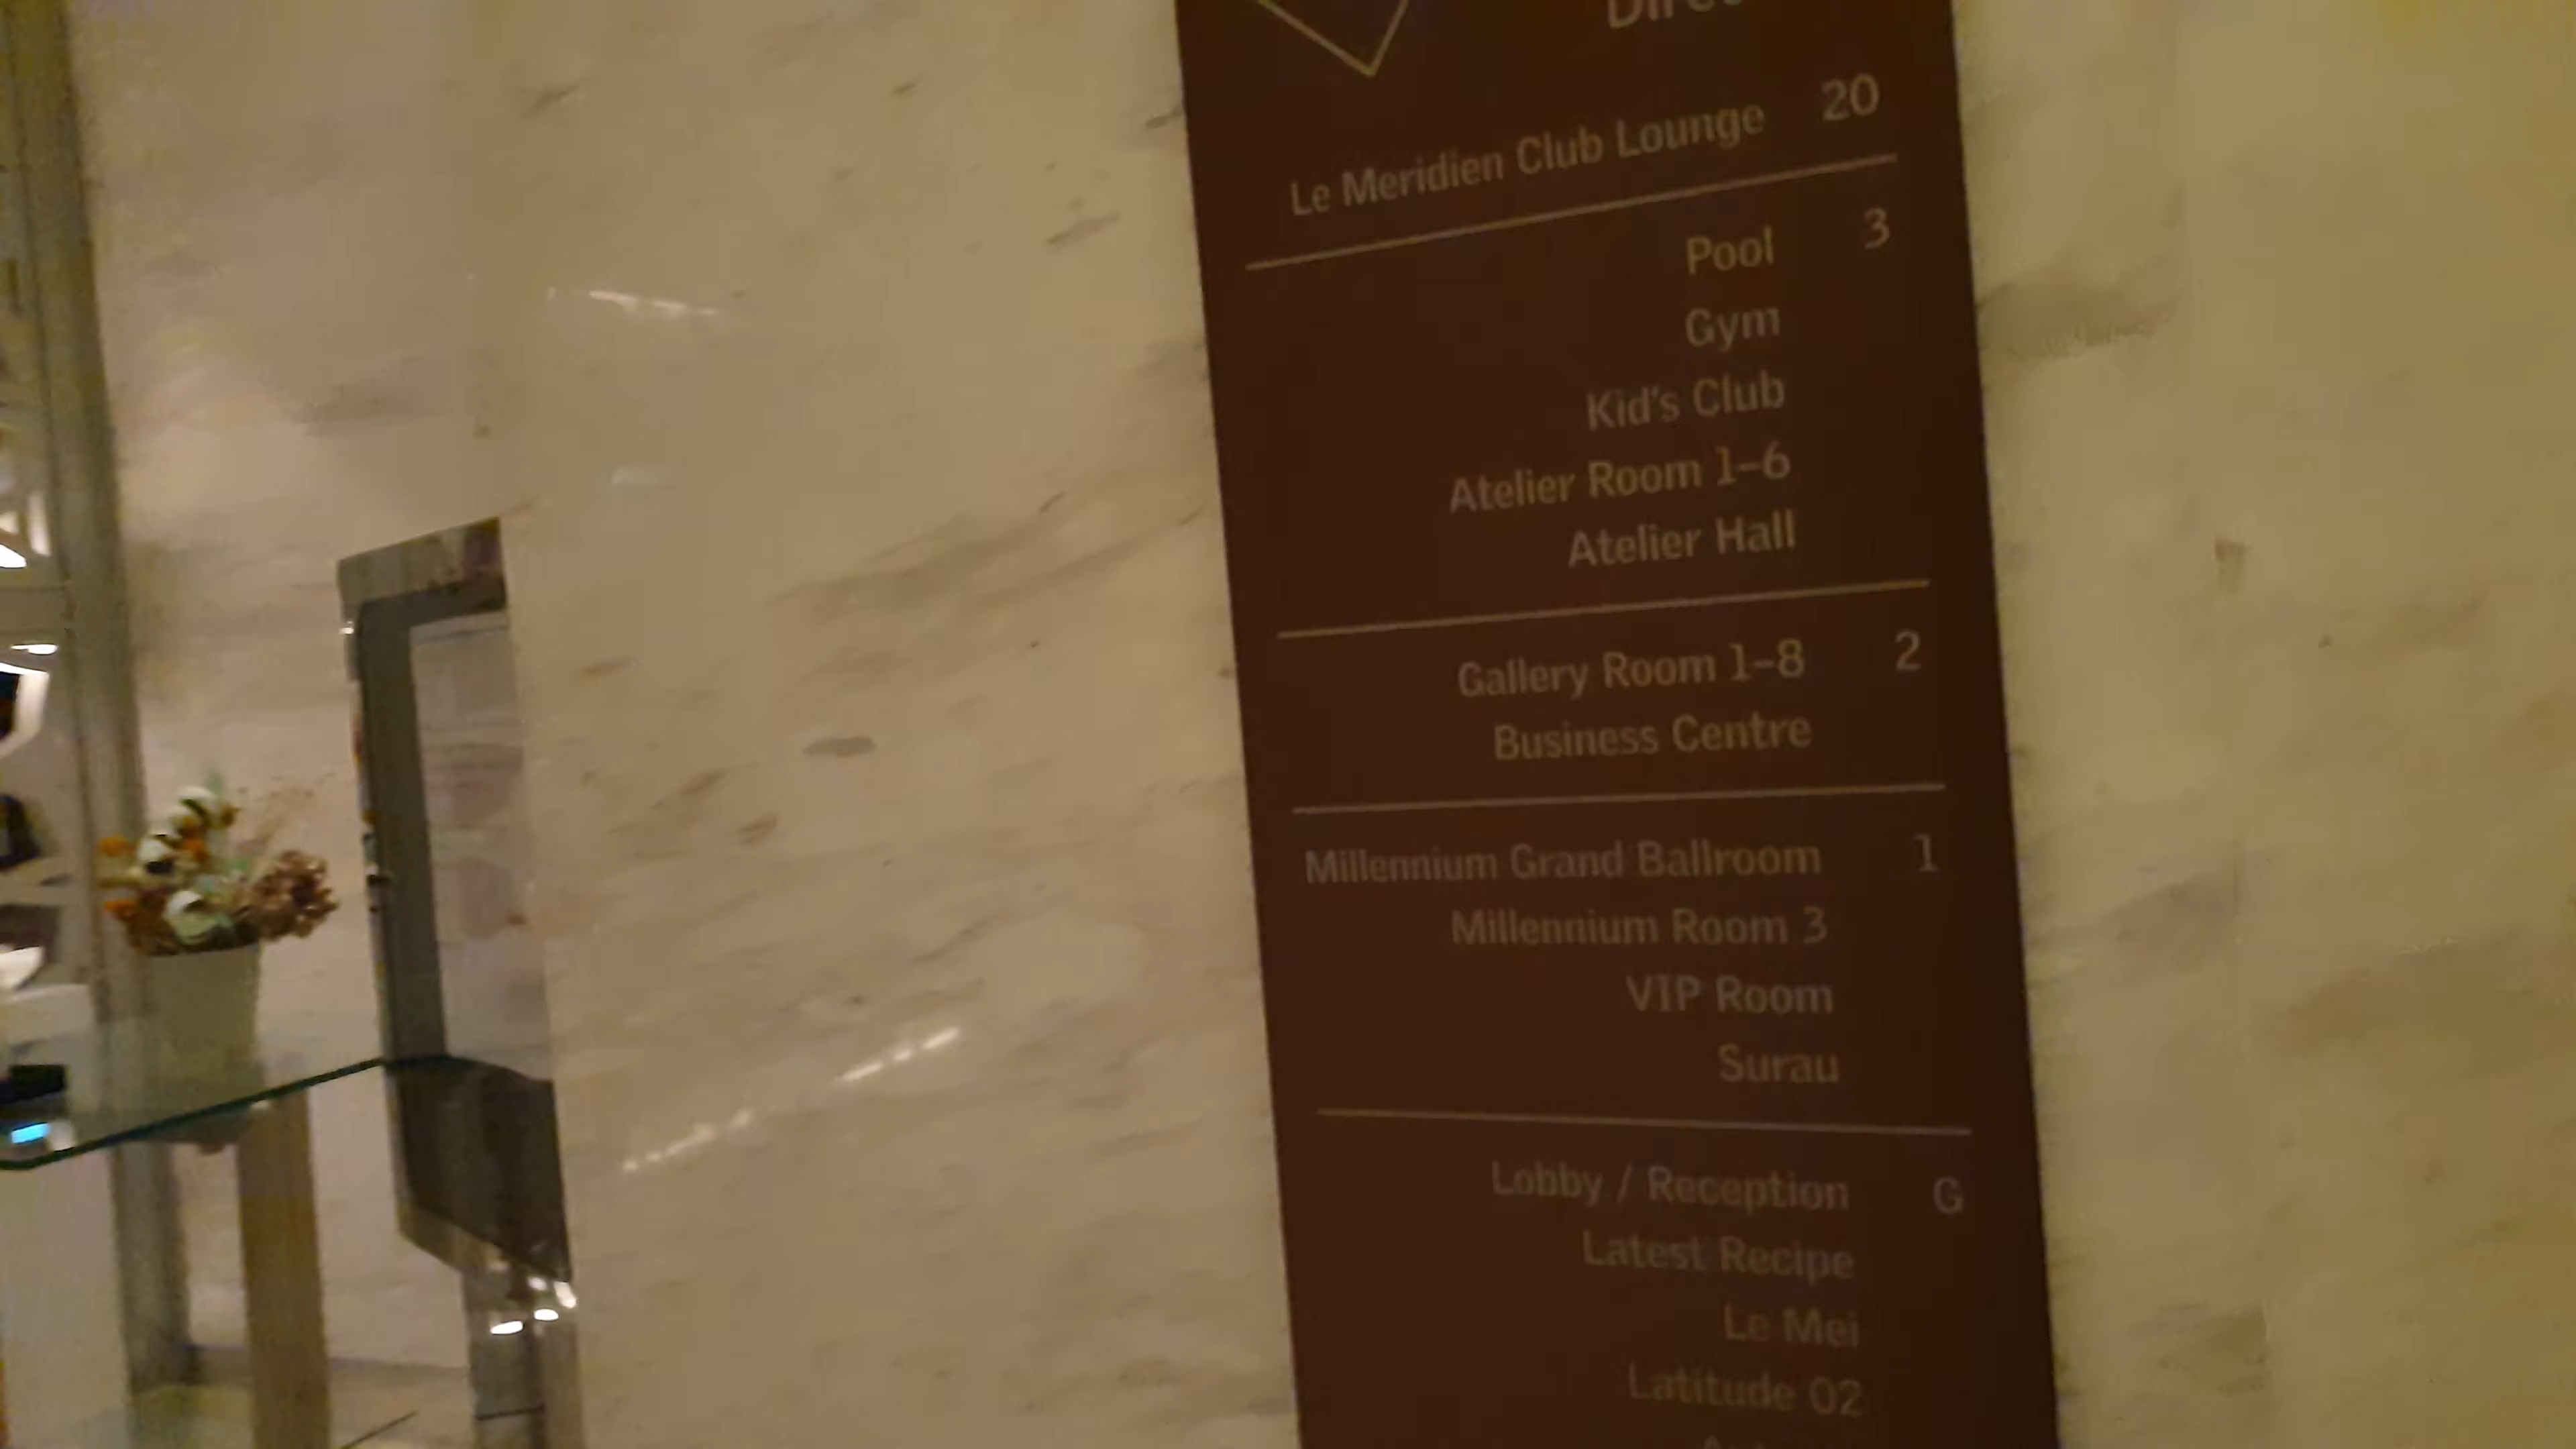 Le Meridien Club Lounge 20
Pool 3
Gym
Kid's Club
Atelier Room 1-6
Atelier Hall
Gallery Room 1-8 2
Business Centre
Millennium Grand Ballroom 1
Millennium Room 3
VIP Room
Surau
Lobby / Reception G
Latest Recipe
Le Mei
Latitude 02